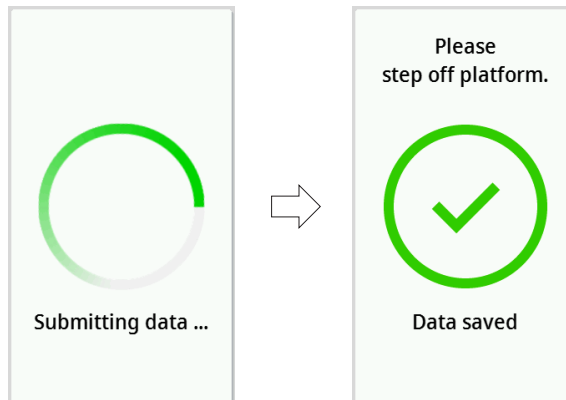 Submitting data ...
Please
step off platform.
Data saved